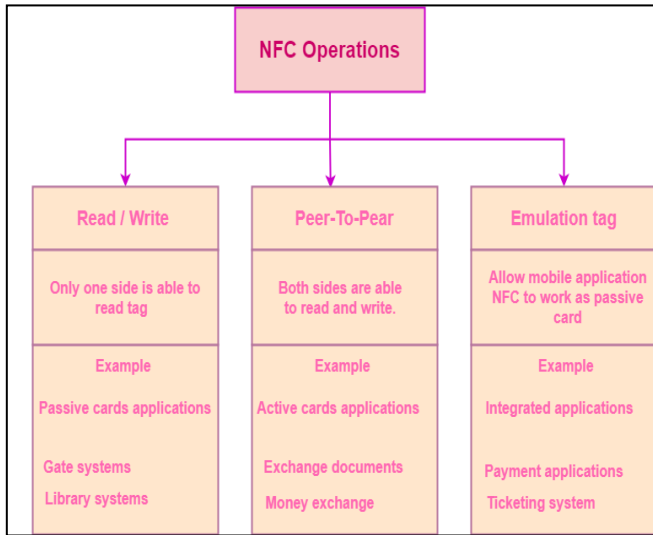 NFC Operations
Read / Write
Only one side is able to
read tag
Example
Passive cards applications
Gate systems
Library systems
Peer-To-Pear
Both sides are able
to read and write.
Example
Active cards applications
Exchange documents
Money exchange
Emulation tag
Allow mobile application
NFC to work as passive
card
Example
Integrated applications
Payment applications
Ticketing system